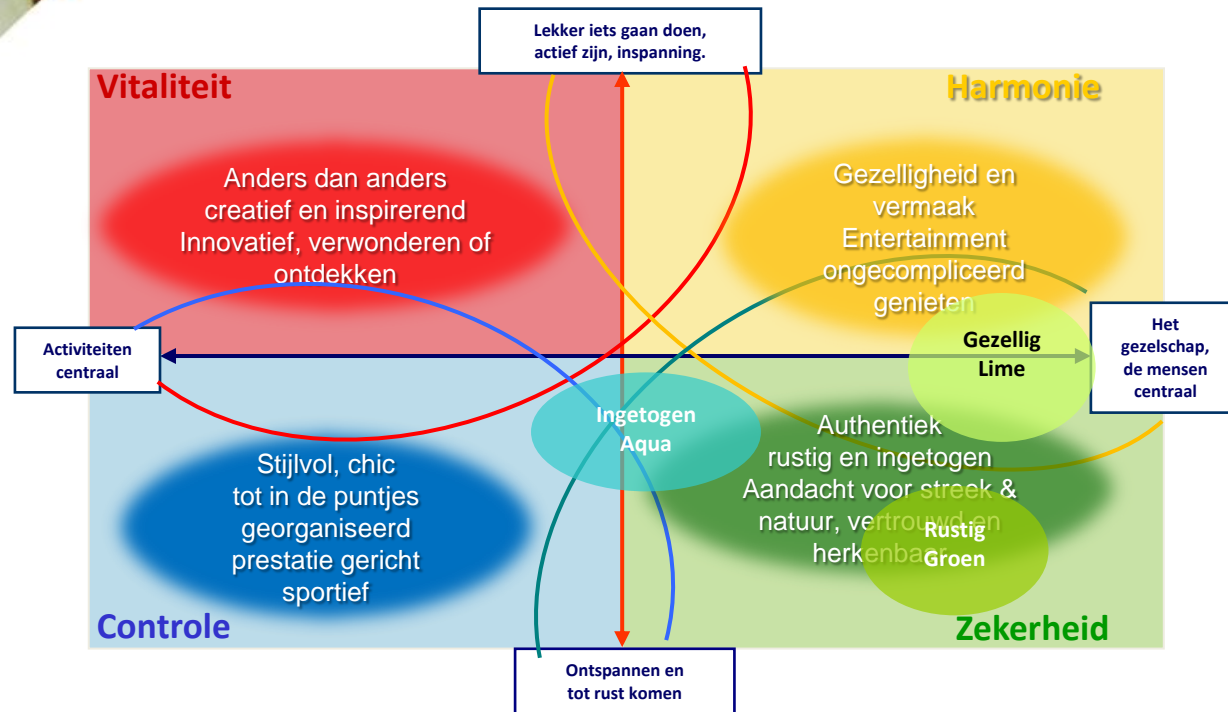 Lekker iets gaan doen,
actief zijn, inspanning.
Vitaliteit
Harmonie
Anders dan anders
creatief en inspirerend
Innovatief, verwonderen of
ontdekken
Gezelligheid en
vermaak
Entertainment
ongecompliceerd
genieten
Activiteiten
centraal
Gezellig
Lime
Het
gezelschap,
de mensen
centraal
Ingetogen
Aqua
Stijlvol, chic
tot in de puntjes
georganiseerd
prestatie gericht
sportief
Authentiek
rustig en ingetogen
Aandacht voor streek &
natuur, vertrouwd en
herkenbaar
Rustig
Groen
Controle
Zekerheid
Ontspannen en
tot rust komen